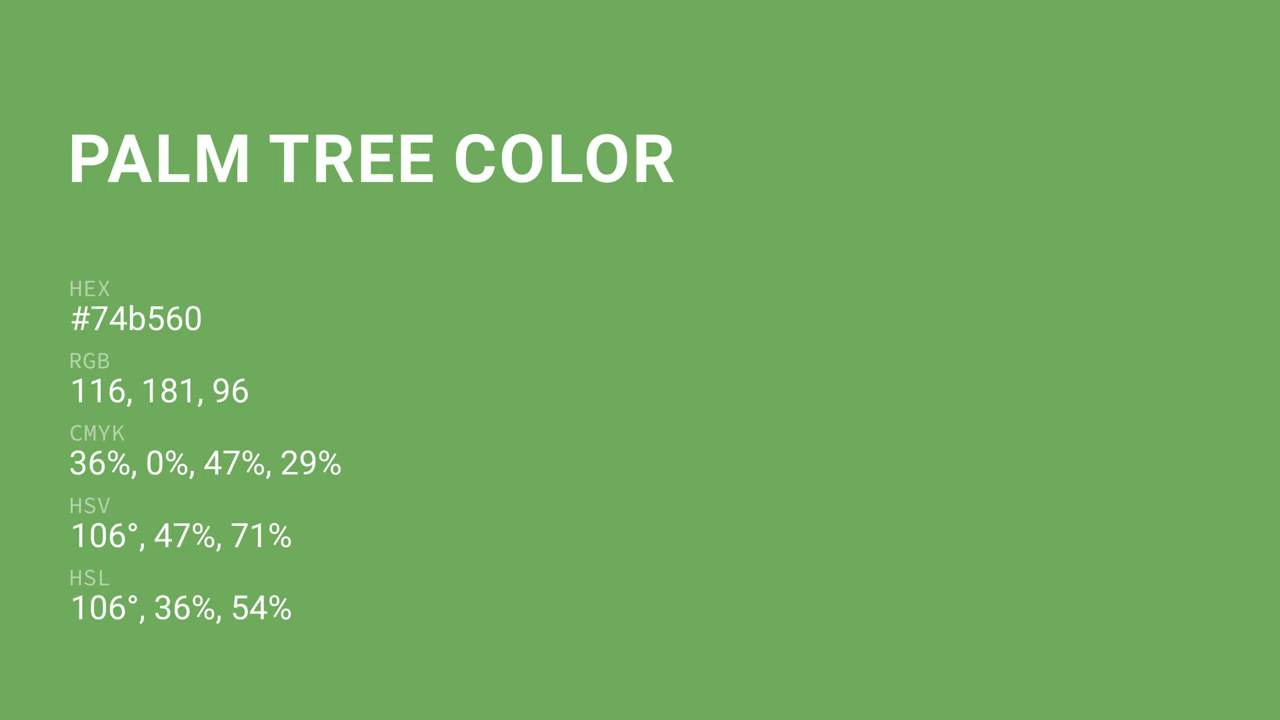 PALM TREE COLOR
HEX
#74b560
RGB
116, 181, 96
CMYK
36%, 0%, 47%, 29%
HSV
106°, 47%, 71%
HSL
106°, 36%, 54%